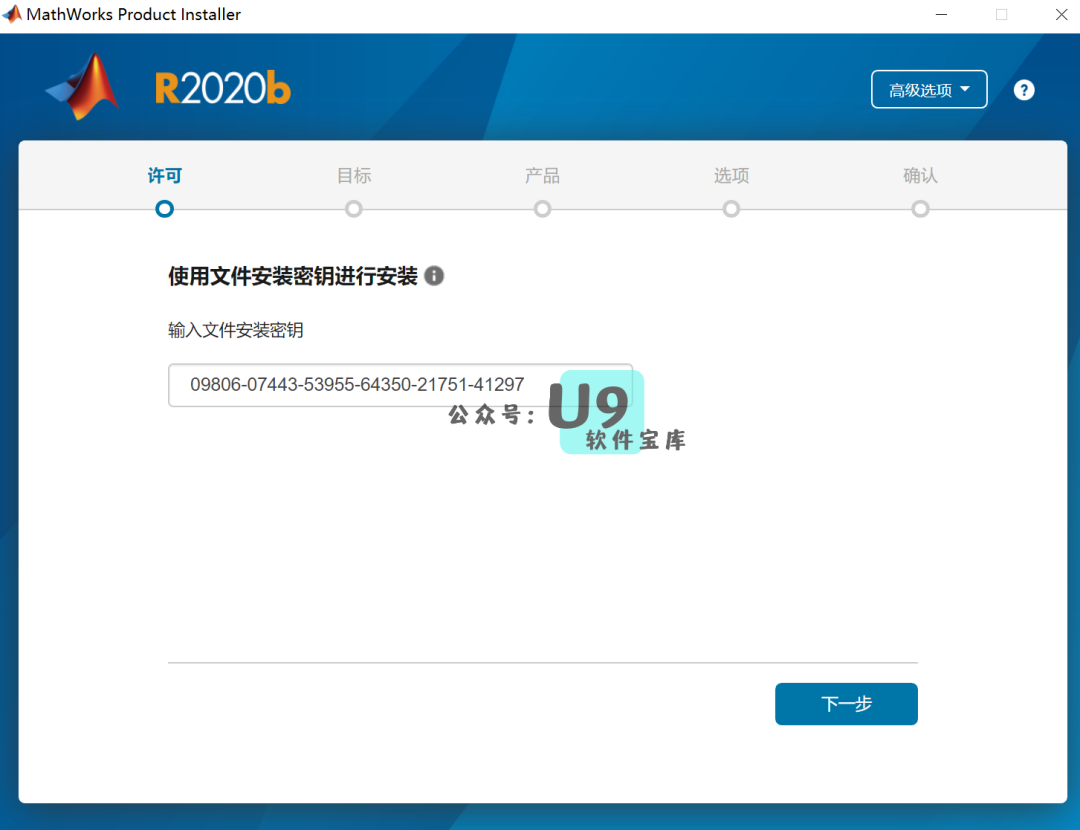 MathWorks Product Installer
R2020b
高级选项
?
许可
目标
产品
选项
确认
使用文件安装密钥进行安装
输入文件安装密钥
09806-07443-53955-64350-21751-41297
公众号：U9
软件宝库
下一步